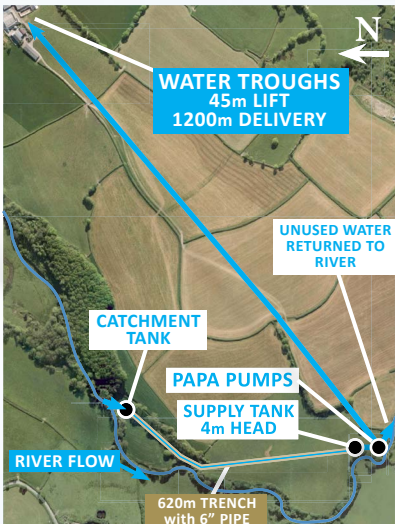 N
WATER TROUGHS
45m LIFT
1200m DELIVERY
UNUSED WATER
RETURNED TO
RIVER
CATCHMENT
TANK
PAPA PUMPS
SUPPLY TANK
4m HEAD
RIVER FLOW
620m TRENCH
with 6” PIPE